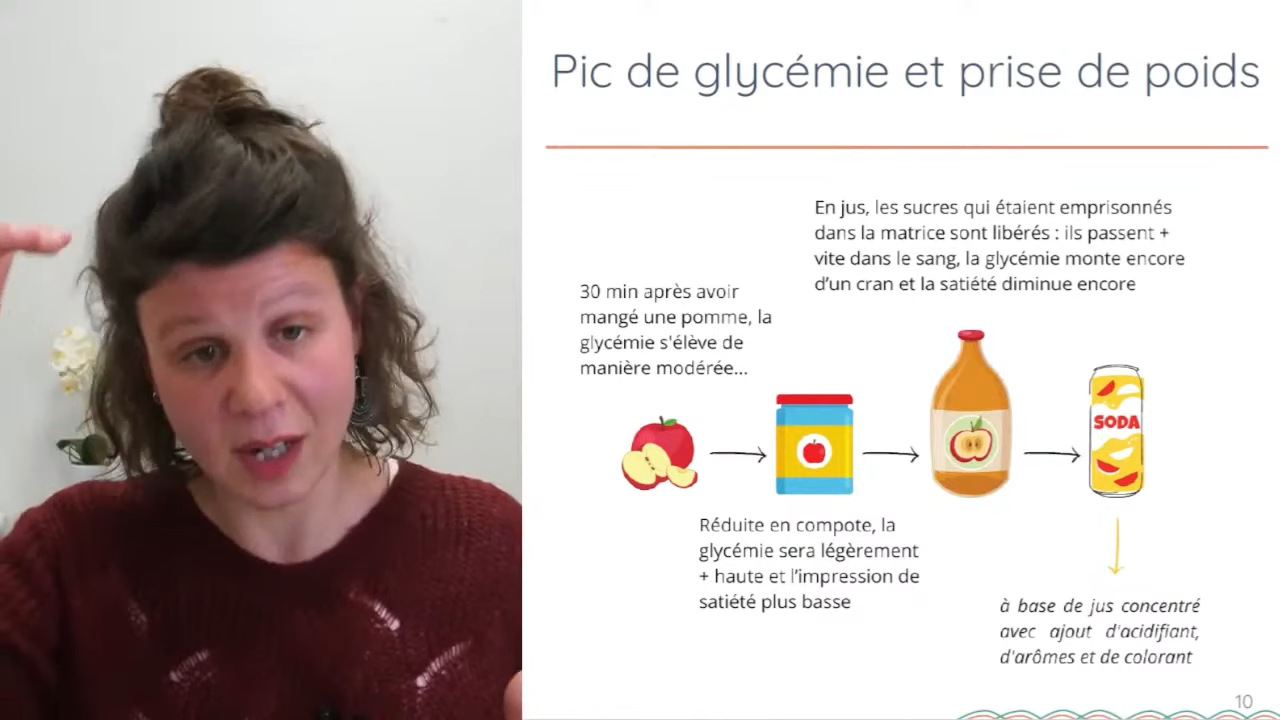 Pic de glycémie et prise de poids
En jus, les sucres qui étaient emprisonnés
dans la matrice sont libérés : ils passent +
vite dans le sang, la glycémie monte encore
d'un cran et la satiété diminue encore
30 min après avoir
mangé une pomme, la
glycémie s'élève de
manière modérée...
SODA
Réduite en compote, la
glycémie sera légèrement
+ haute et l'impression de
satiété plus basse
à base de jus concentré
avec ajout d'acidifiant,
d'arômes et de colorant
10